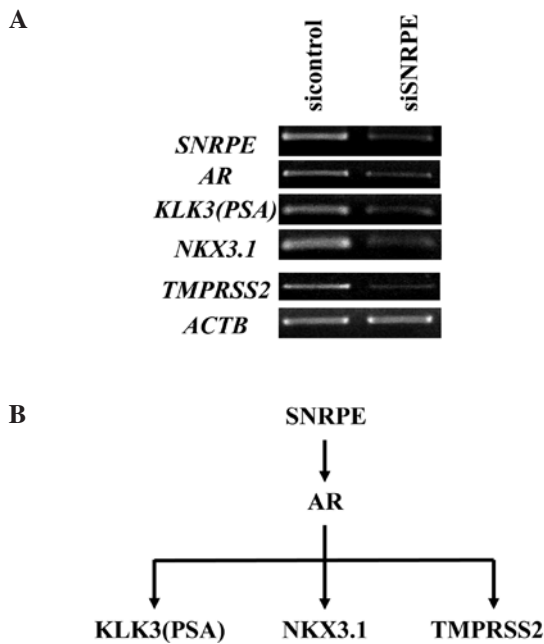 A
sicontrol siSNRPE
SNRPE
AR
KLK3(PSA)
NKX3.1
TMPRSS2
ACTB
B
SNRPE
AR
KLK3(PSA) NKX3.1 TMPRSS2